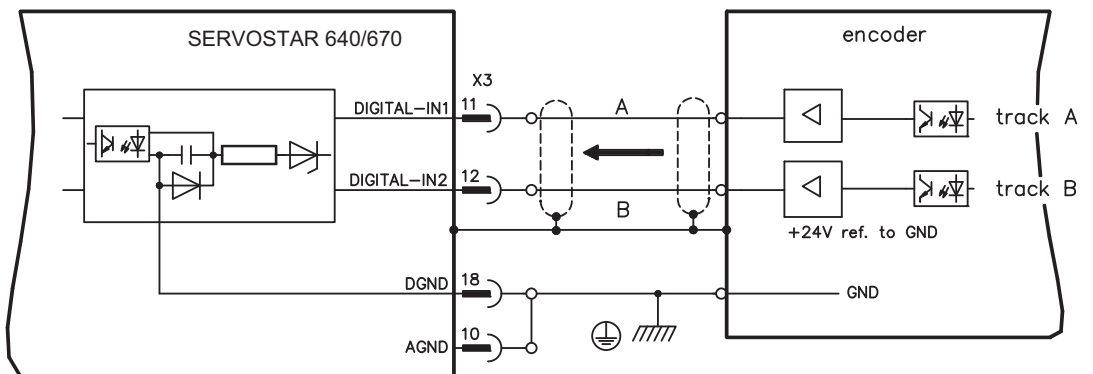 SERVOSTAR 640/670
encoder
X3
DIGITAL-IN1 11 A track A
DIGITAL-IN2 12 B track B
+24V ref. to GND
DGND 18 GND
AGND 10